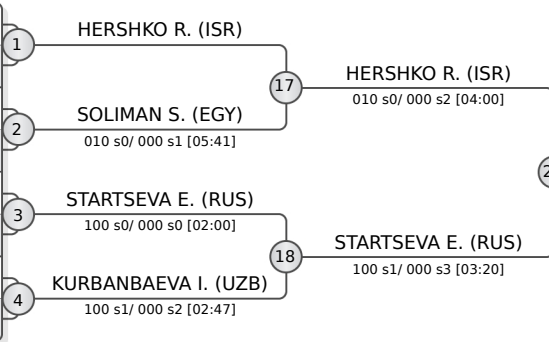 1
HERSHKO R. (ISR)
17
HERSHKO R. (ISR)
010 s0/ 000 s2 [04:00]
2
SOLIMAN S. (EGY)
010 s0/ 000 s1 [05:41]
3
STARTSEVA E. (RUS)
100 s0/ 000 s0 [02:00]
18
STARTSEVA E. (RUS)
100 s1/ 000 s3 [03:20]
4
KURBANBAEVA I. (UZB)
100 s1/ 000 s2 [02:47]